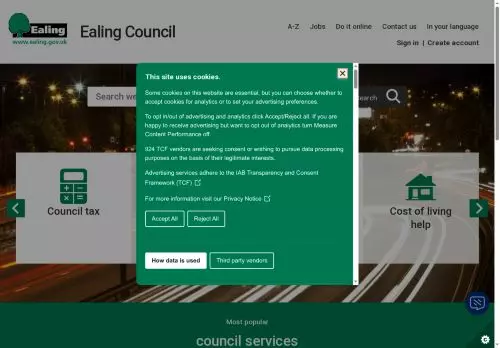 Ealing
www.ealing.gov.uk
Ealing Council
A-Z Jobs Do it online Contact us In your language
Sign in | Create account
This site uses cookies.
Search we
earch
Some cookies on this website are essential, but you can choose whether to
accept cookies for analytics or to set your advertising preferences.
To opt in/out of advertising and analytics click Accept/Reject all. If you are
happy to receive advertising but want to opt out of analytics turn Measure
Content Performance off.
924 TCF vendors are seeking consent or wishing to pursue data processing
purposes on the basis of their legitimate interests.
Advertising services adhere to the IAB Transparency and Consent
Framework (TCF)
For more information visit our Privacy Notice
Accept All Reject All
Council tax
Cost of living
help
How data is used Third party vendors
Most popular
council services